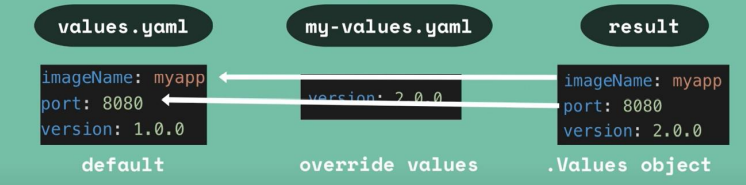 values.yaml
my-values.yaml
result
imageName: myapp
port: 8080
version: 1.0.0
version: 2.0.0
imageName: myapp
port: 8080
version: 2.0.0
default
override values
.Values object